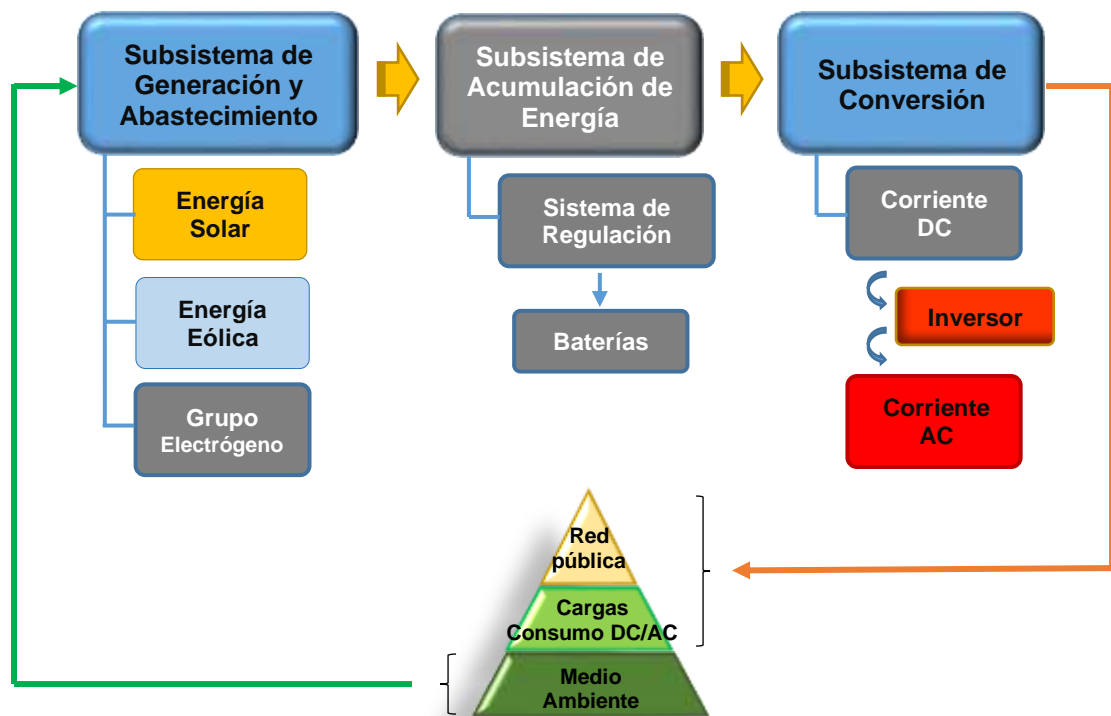 Subsistema de
Generación y
Abastecimiento
Energía
Solar
Energía
Eólica
Grupo
Electrógeno
Subsistema de
Acumulación de
Energía
Sistema de
Regulación
Baterías
Subsistema de
Conversión
Corriente
DC
Inversor
Corriente
AC
Red
pública
Cargas
Consumo DC/AC
Medio
Ambiente